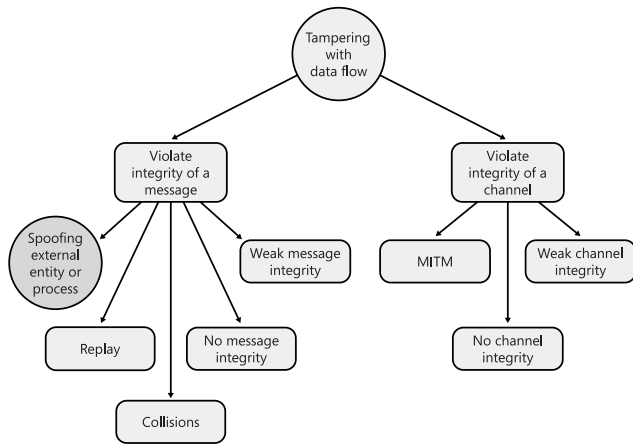 Tampering
with
data flow
Violate
integrity of a
message
Violate
integrity of a
channel
Spoofing
external
entity or
process
Weak message
integrity
MITM
Weak channel
integrity
Replay
No message
integrity
No channel
integrity
Collisions